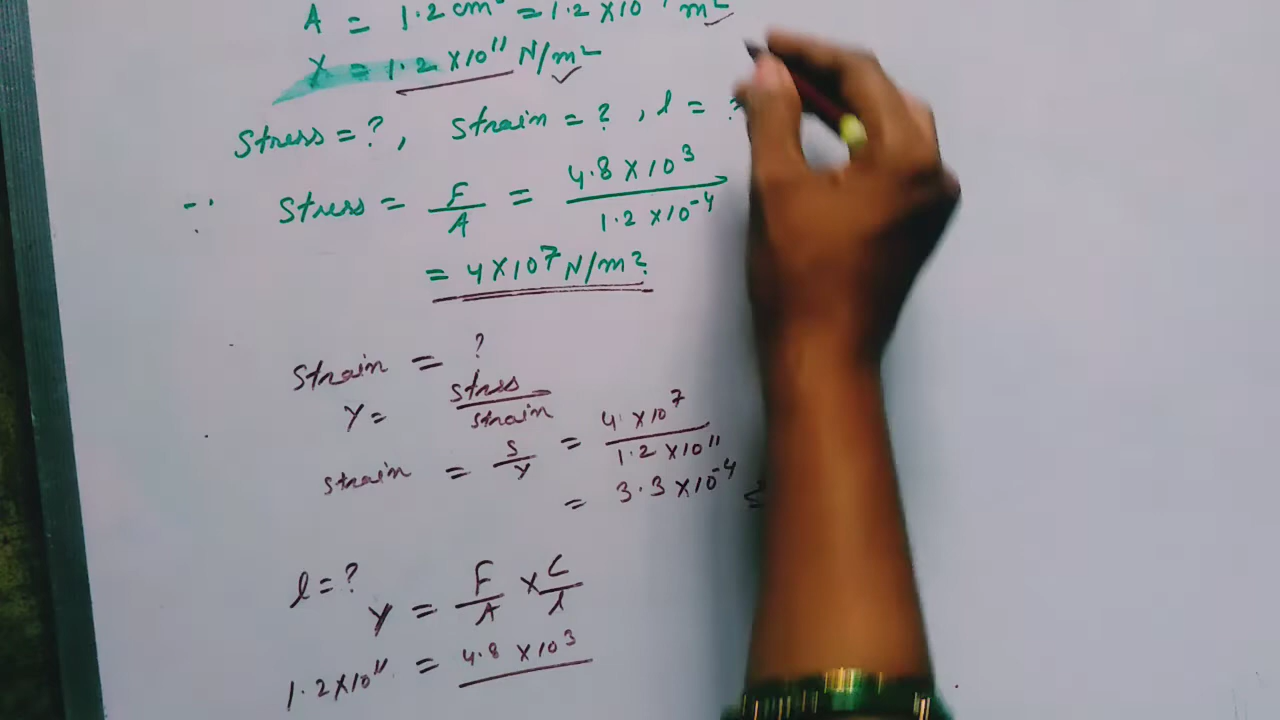 A = 1.2 cm² = 1.2 × 10 m²
Y = 1.2 × 10¹¹ N/m²
Stress = ?, Strain = ?, l = ?
∵ Stress = F/A = 4.8 × 10³ / 1.2 × 10⁻⁴
= 4 × 10⁷ N/m²
Strain = ?
Y = Stress / Strain
Strain = S/Y = 4 × 10⁷ / 1.2 × 10¹¹
= 3.3 × 10⁻⁴
l = ?
Y = F/A × L/l
1.2 × 10¹¹ = 4.8 × 10³